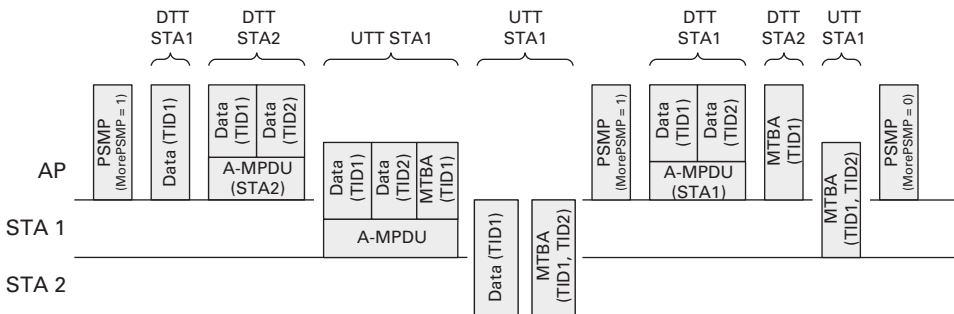 DTT DTT UTT DTT DTT UTT
STA1 STA2 UTT STA1 STA1 STA1 STA2 STA1
PSMP
(MorePSMP = 1)
Data (TID1)
Data
(TID1)
Data
(TID2)
A-MPDU
(STA2)
Data
(TID1)
Data
(TID2)
MTBA
(TID1)
A-MPDU
Data (TID1)
MTBA
(TID1, TID2)
PSMP
(MorePSMP = 1)
Data
(TID1)
Data
(TID2)
A-MPDU
(STA1)
MTBA
(TID1)
MTBA
(TID1, TID2)
PSMP
(MorePSMP = 0)
AP
STA 1
STA 2